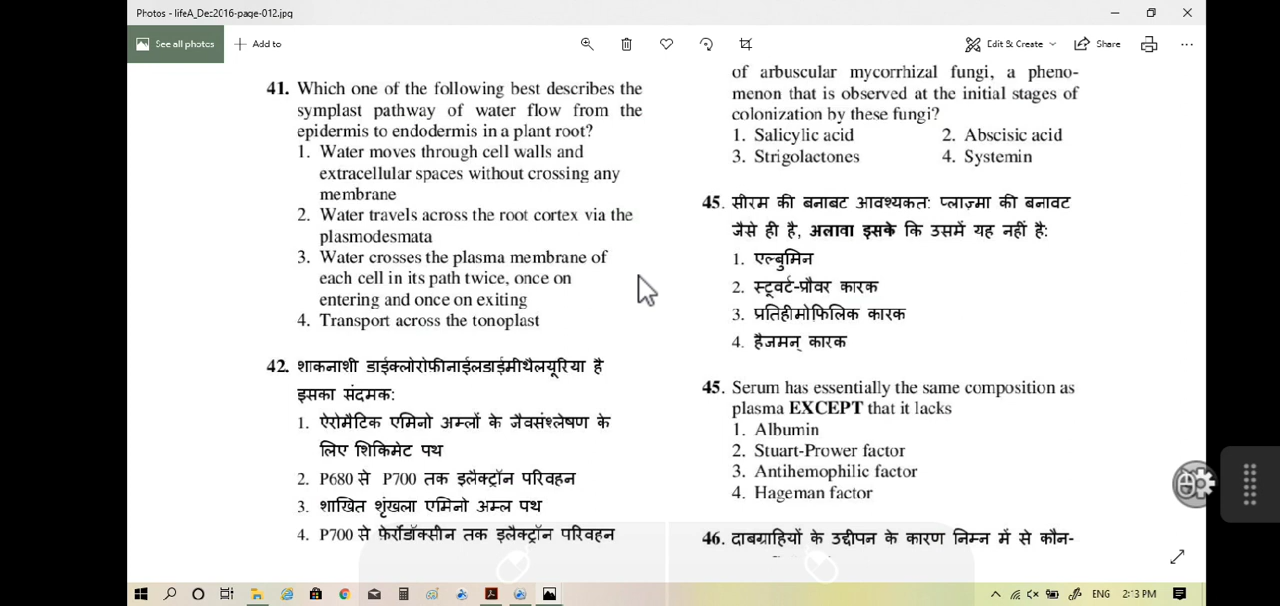 Photos - lifeA_Dec2016-page-012.jpg
See all photos
Add to
Edit & Create
Share
41. Which one of the following best describes the
symplast pathway of water flow from the
epidermis to endodermis in a plant root?
1. Water moves through cell walls and
extracellular spaces without crossing any
membrane
2. Water travels across the root cortex via the
plasmodesmata
3. Water crosses the plasma membrane of
each cell in its path twice, once on
entering and once on exiting
4. Transport across the tonoplast
42. शाकनाशी डाईक्लोरोफ़ीनाईलडाईमीथैलयूरिया है
इसका संदमक:
1. ऐरोमैटिक एमिनो अम्लों के जैवसंश्लेषण के
लिए शिकिमेट पथ
2. P680 से P700 तक इलैक्ट्रॉन परिवहन
3. शाखित शृंखला एमिनो अम्ल पथ
4. P700 से फ़ेर्रोडॉक्सीन तक इलैक्ट्रॉन परिवहन
of arbuscular mycorrhizal fungi, a pheno-
menon that is observed at the initial stages of
colonization by these fungi?
1. Salicylic acid 2. Abscisic acid
3. Strigolactones 4. Systemin
45. सीरम की बनाबट आवश्यकत: प्लाज़्मा की बनावट
जैसे ही है, अलावा इसके कि उसमें यह नहीं है:
1. एल्बुमिन
2. स्टूवर्ट-प्रौवर कारक
3. प्रतिहीमोफिलिक कारक
4. हैजमन् कारक
45. Serum has essentially the same composition as
plasma EXCEPT that it lacks
1. Albumin
2. Stuart-Prower factor
3. Antihemophilic factor
4. Hageman factor
46. दाबग्राहियों के उद्दीपन के कारण निम्न में से कौन-
ENG 2:13 PM